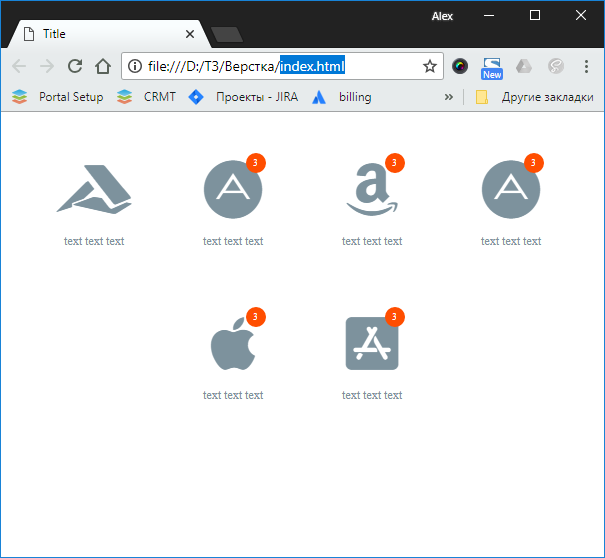 Alex
Title
file:///D:/ТЗ/Верстка/index.html
New
Portal Setup CRMT Проекты - JIRA billing » Другие закладки
3 3 3
text text text text text text text text text text text text
3 3
text text text text text text